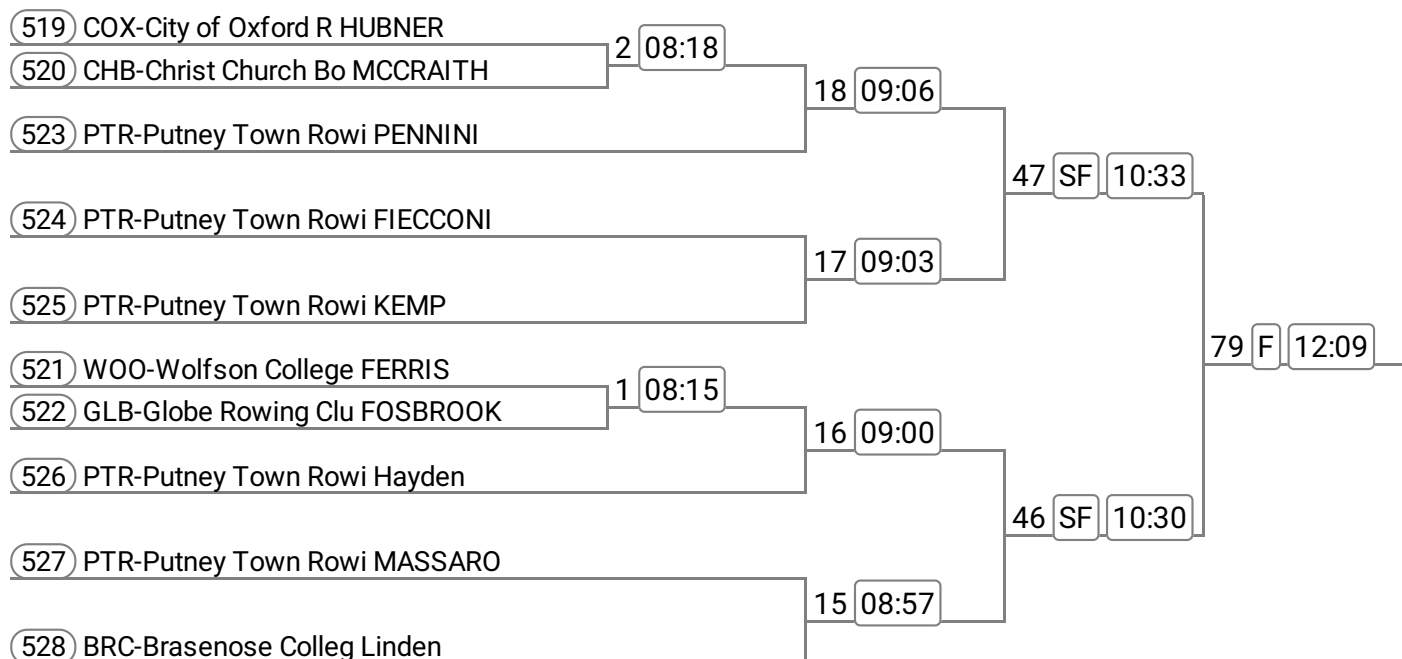 519 COX-City of Oxford R HUBNER
2 08:18
520 CHB-Christ Church Bo MCCRAITH
18 09:06
523 PTR-Putney Town Rowi PENNINI
47 SF 10:33
524 PTR-Putney Town Rowi FIECCONI
17 09:03
525 PTR-Putney Town Rowi KEMP
79 F 12:09
521 WOO-Wolfson College FERRIS
1 08:15
522 GLB-Globe Rowing Clu FOSBROOK
16 09:00
526 PTR-Putney Town Rowi Hayden
46 SF 10:30
527 PTR-Putney Town Rowi MASSARO
15 08:57
528 BRC-Brasenose Colleg Linden